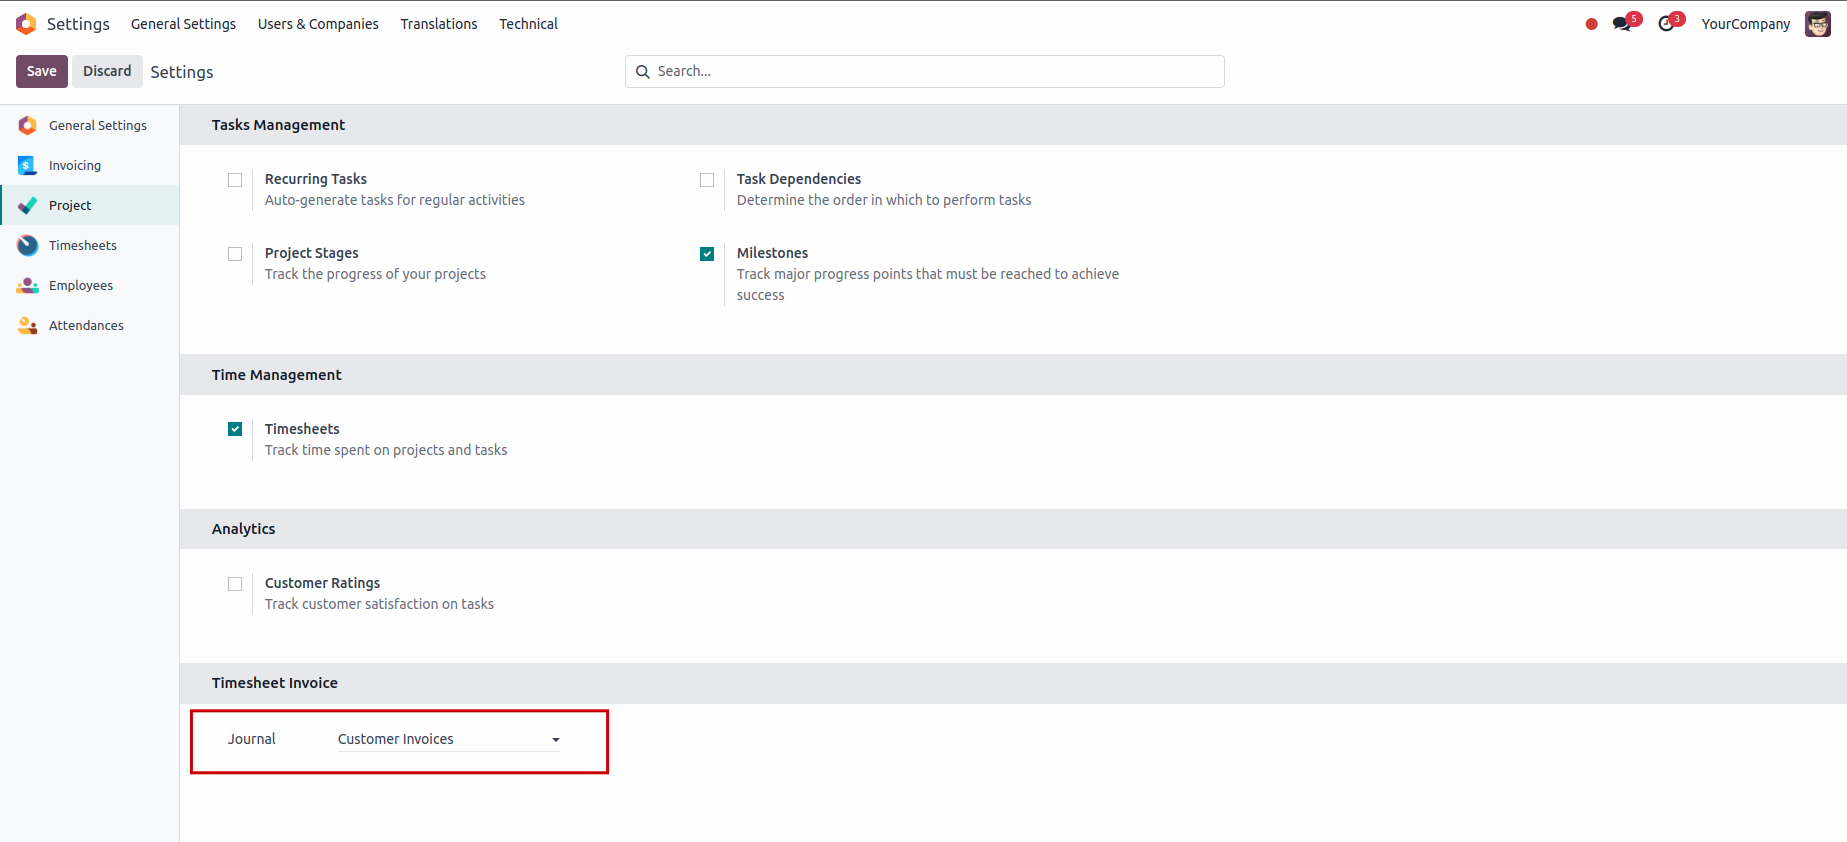 Settings General Settings Users & Companies Translations Technical 5 3 YourCompany
Save Discard Settings Search...
General Settings
Invoicing
Project
Timesheets
Employees
Attendances
Tasks Management
Recurring Tasks
Auto-generate tasks for regular activities
Task Dependencies
Determine the order in which to perform tasks
Project Stages
Track the progress of your projects
Milestones
Track major progress points that must be reached to achieve
success
Time Management
Timesheets
Track time spent on projects and tasks
Analytics
Customer Ratings
Track customer satisfaction on tasks
Timesheet Invoice
Journal Customer Invoices